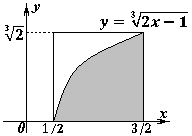 y  y = ∛(2x − 1)
∛2
0  1/2  3/2  x